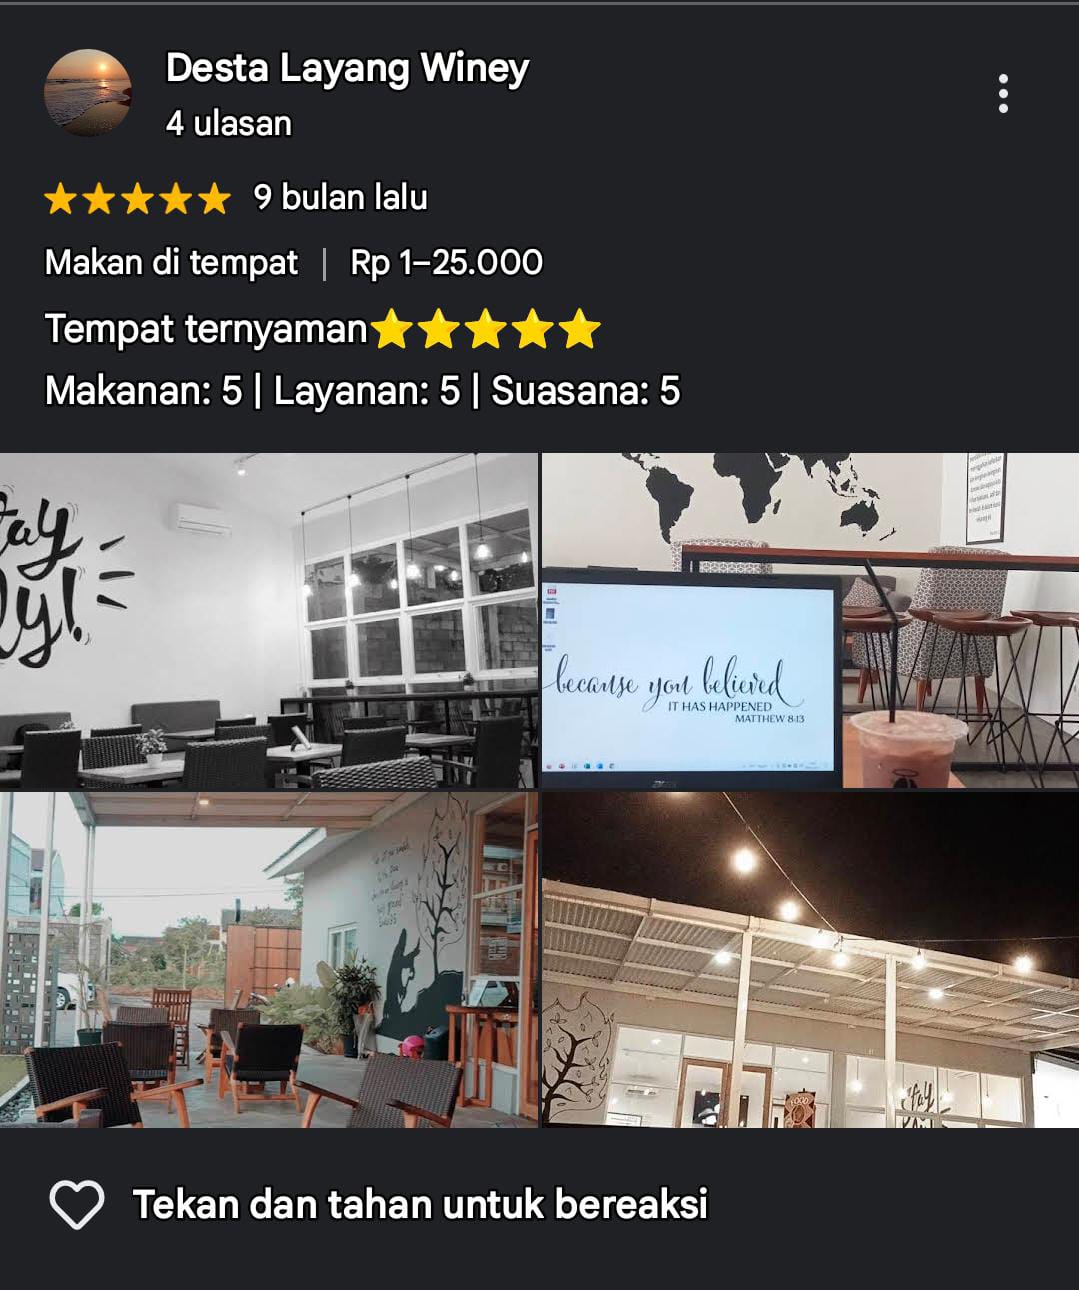 Desta Layang Winey
4 ulasan
9 bulan lalu
Makan di tempat | Rp 1–25.000
Tempat ternyaman⭐⭐⭐⭐⭐
Makanan: 5 | Layanan: 5 | Suasana: 5
because you believed
IT HAS HAPPENED
MATTHEW 8:13
FOOD
Tekan dan tahan untuk bereaksi